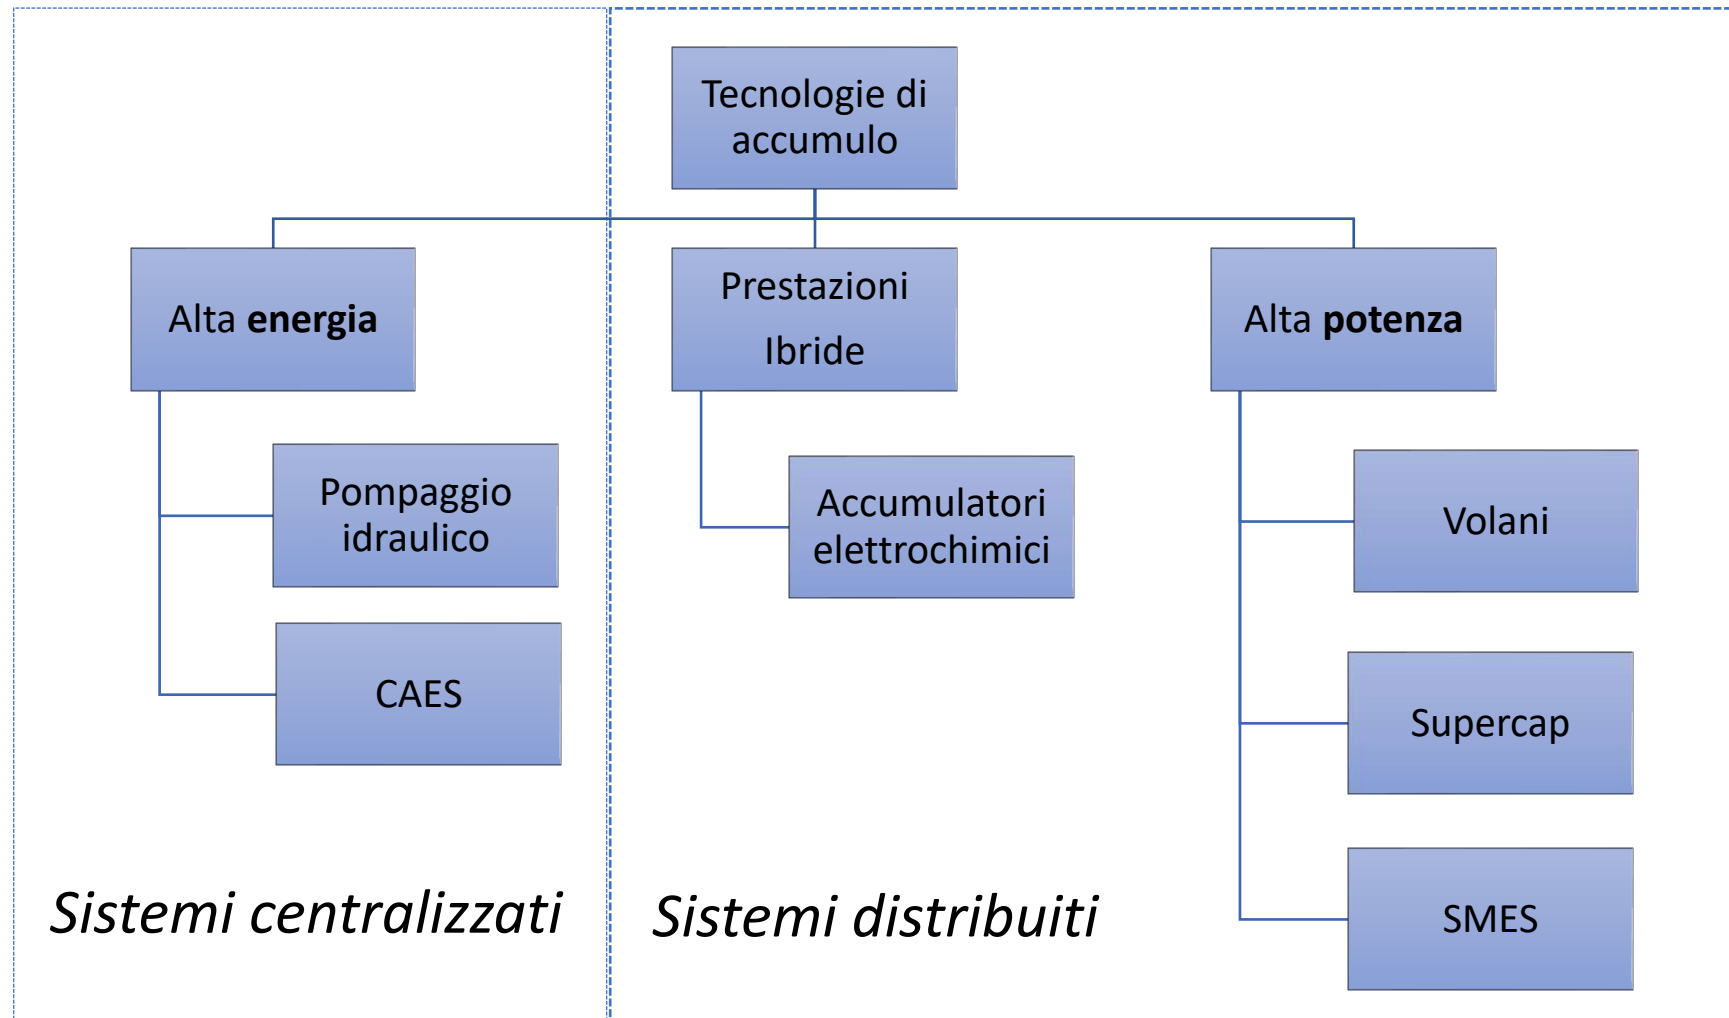 Tecnologie di
accumulo
Alta energia
Prestazioni
Ibride
Alta potenza
Pompaggio
idraulico
Accumulatori
elettrochimici
Volani
CAES
Supercap
SMES
Sistemi centralizzati
Sistemi distribuiti